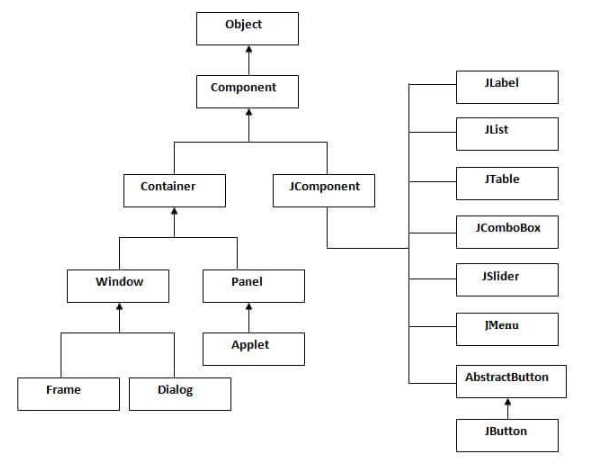 Object
Component
Container
JComponent
Window
Panel
Applet
Frame
Dialog
JLabel
JList
JTable
JComboBox
JSlider
JMenu
AbstractButton
JButton